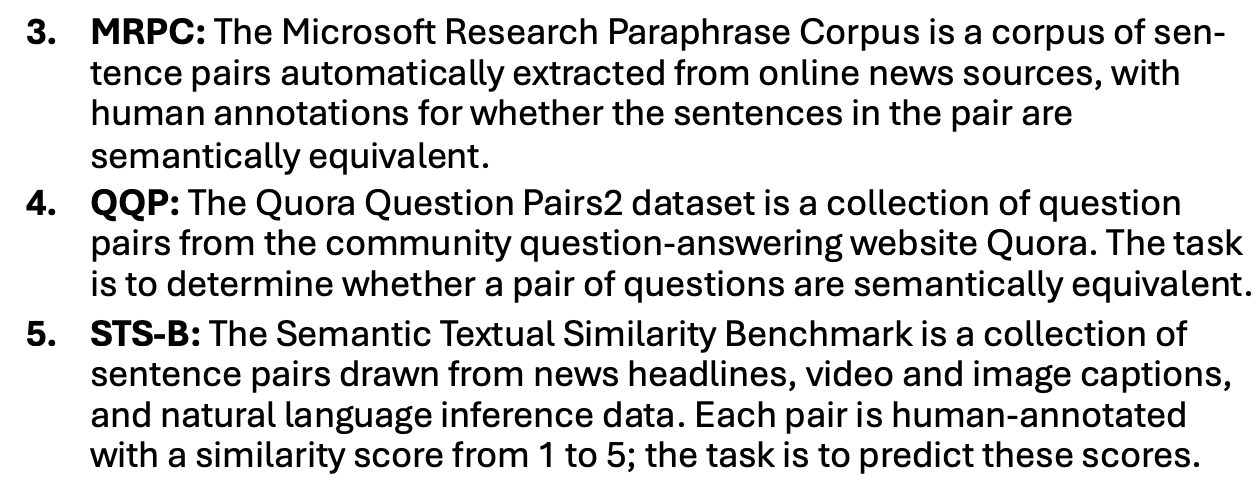 3. MRPC: The Microsoft Research Paraphrase Corpus is a corpus of sen-
tence pairs automatically extracted from online news sources, with
human annotations for whether the sentences in the pair are
semantically equivalent.
4. QQP: The Quora Question Pairs2 dataset is a collection of question
pairs from the community question-answering website Quora. The task
is to determine whether a pair of questions are semantically equivalent.
5. STS-B: The Semantic Textual Similarity Benchmark is a collection of
sentence pairs drawn from news headlines, video and image captions,
and natural language inference data. Each pair is human-annotated
with a similarity score from 1 to 5; the task is to predict these scores.